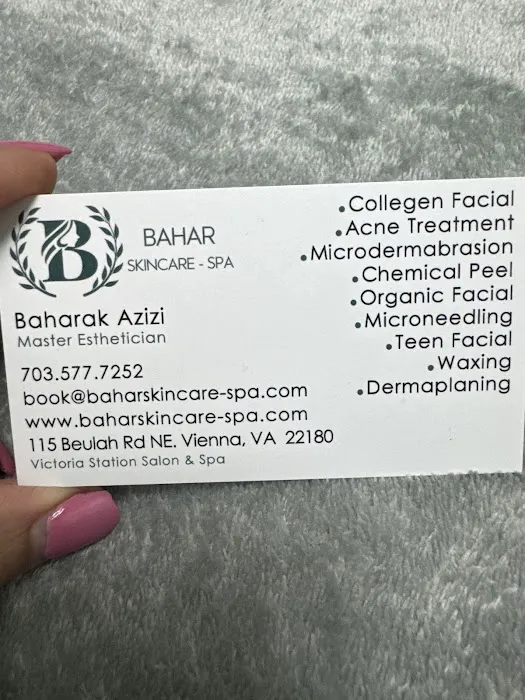 B
BAHAR
SKINCARE - SPA
Baharak Azizi
Master Esthetician
703.577.7252
book@baharskincare-spa.com
www.baharskincare-spa.com
115 Beulah Rd NE. Vienna, VA 22180
Victoria Station Salon & Spa
.Collegen Facial
.Acne Treatment
.Microdermabrasion
.Chemical Peel
.Organic Facial
.Microneedling
.Teen Facial
.Waxing
.Dermaplaning